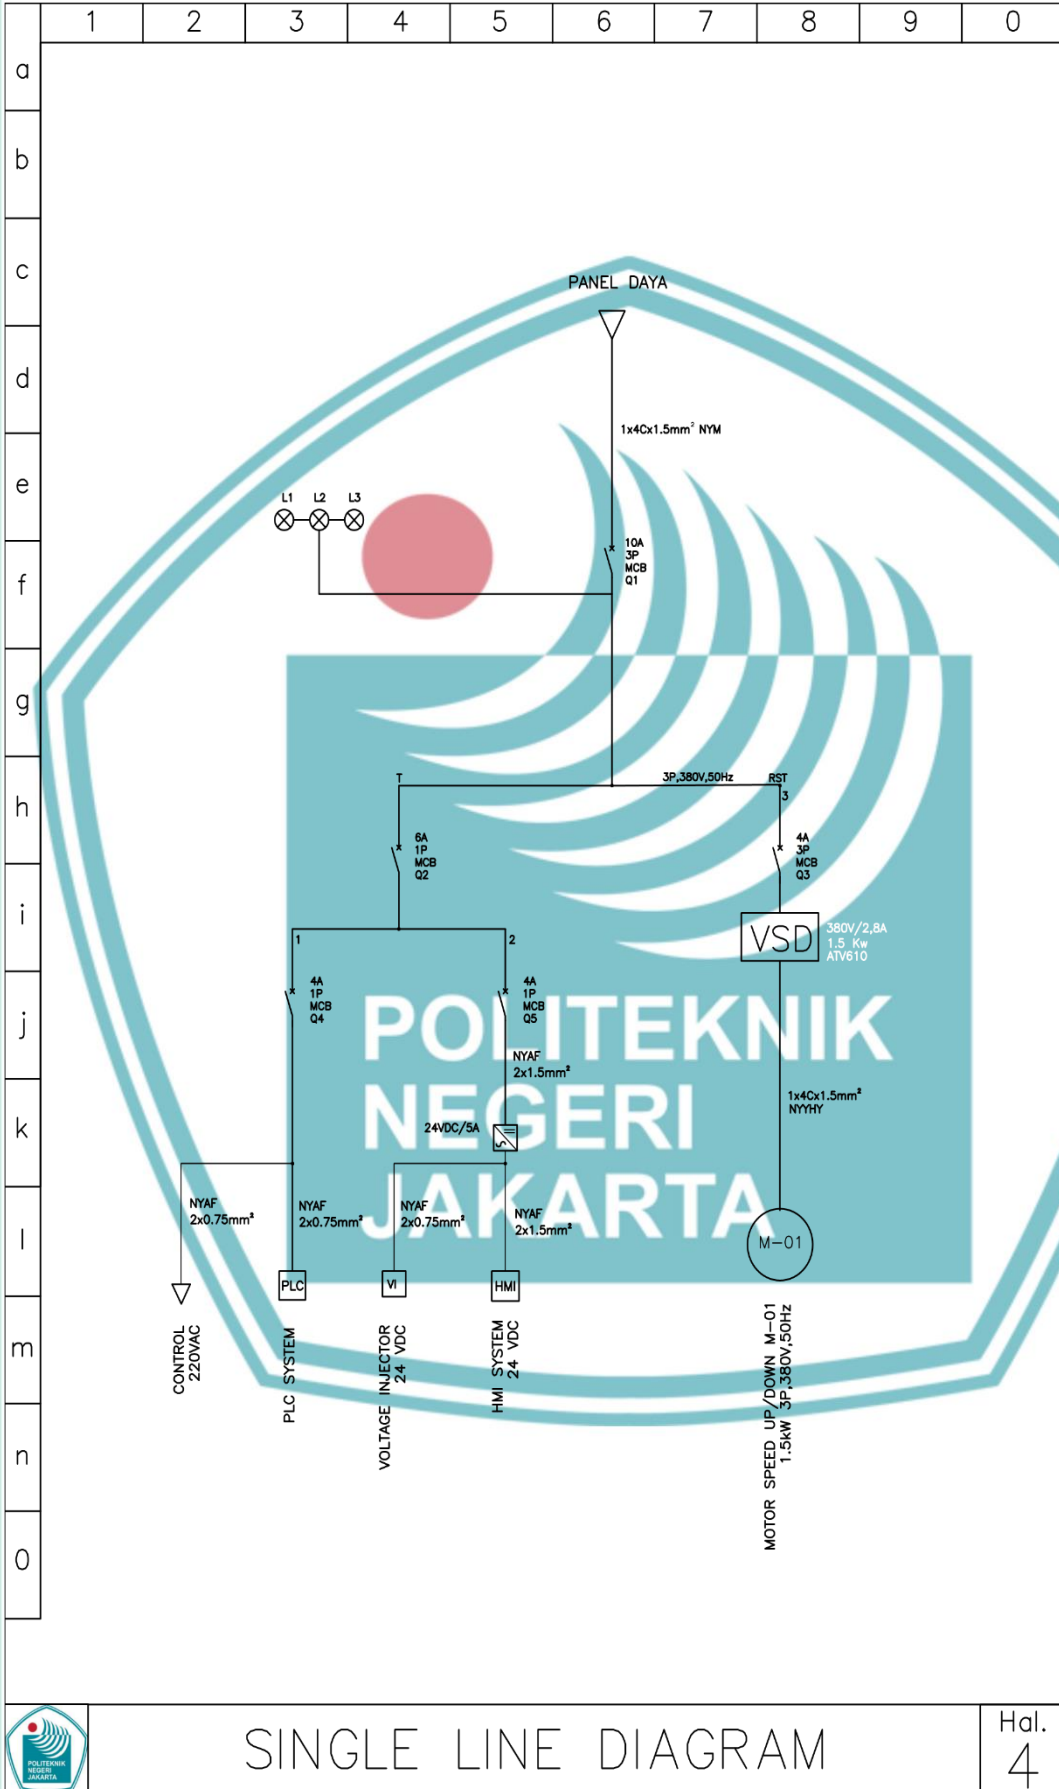 1 2 3 4 5 6 7 8 9 0
a
b
c
d
e
f
g
h
i
j
k
l
m
n
o
PANEL DAYA
1x4Cx1.5mm² NYM
L1 L2 L3
10A
3P
MCB
Q1
T
3P,380V,50Hz
RST
3
6A
1P
MCB
Q2
4A
3P
MCB
Q3
VSD
380V/2,8A
1.5 Kw
ATV610
1
2
4A
1P
MCB
Q4
4A
1P
MCB
Q5
NYAF
2x1.5mm²
24VDC/5A
1x4Cx1.5mm²
NYYHY
NYAF
2x0.75mm²
NYAF
2x0.75mm²
NYAF
2x0.75mm²
NYAF
2x1.5mm²
M-01
PLC
VI
HMI
CONTROL
220VAC
PLC SYSTEM
VOLTAGE INJECTOR
24 VDC
HMI SYSTEM
24 VDC
MOTOR SPEED UP/DOWN M-01
1.5kW 3P,380V,50Hz
POLITEKNIK
NEGERI
JAKARTA
POLITEKNIK
NEGERI
JAKARTA
SINGLE LINE DIAGRAM
Hal.
4